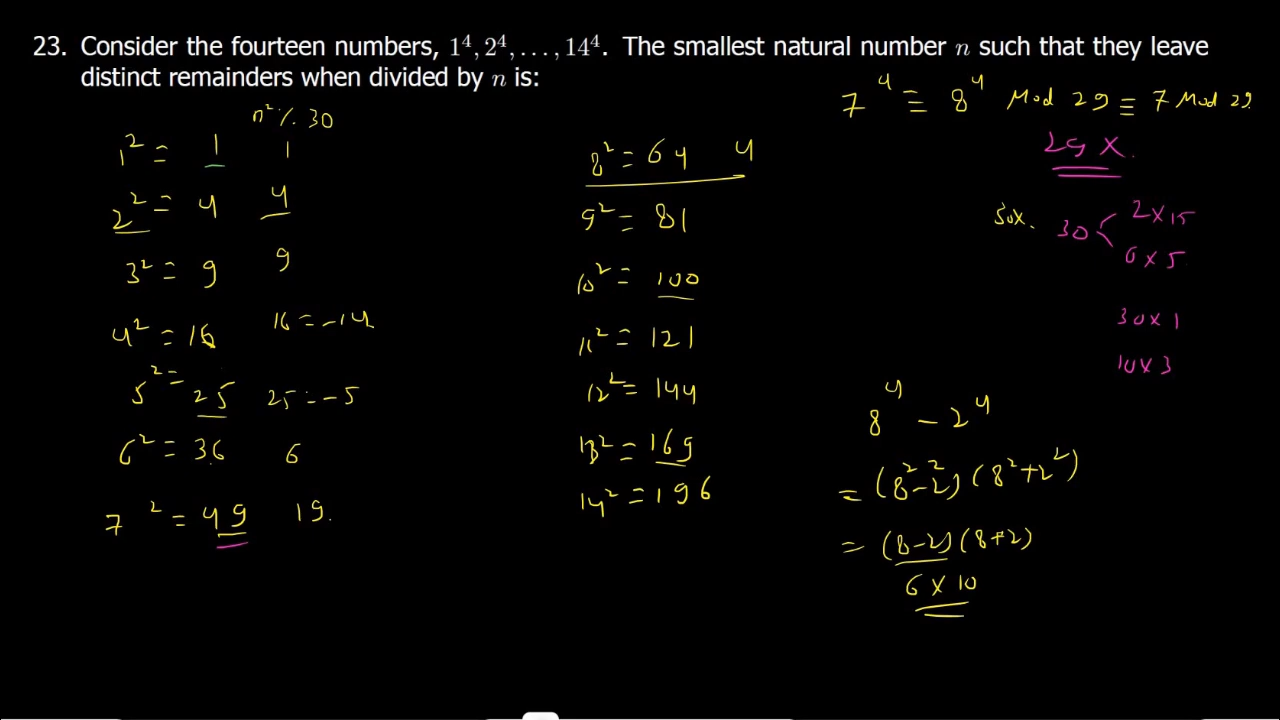 23. Consider the fourteen numbers, 1⁴, 2⁴, . . . , 14⁴. The smallest natural number n such that they leave
distinct remainders when divided by n is:
n² % 30
1² = 1 1
2² = 4 4
3² = 9 9
4² = 16 16 = -14
5² = 25 25 = -5
6² = 36 6
7² = 49 19
8² = 64 4
9² = 81
10² = 100
11² = 121
12² = 144
13² = 169
14² = 196
7⁴ ≡ 8⁴ Mod 29 ≡ 7 Mod 29
29 X
30x. 30 < 2 x 15
6 x 5
30 x 1
10 x 3
8⁴ - 2⁴
= (8² - 2²) (8² + 2²)
= (8-2) (8+2)
6 x 10